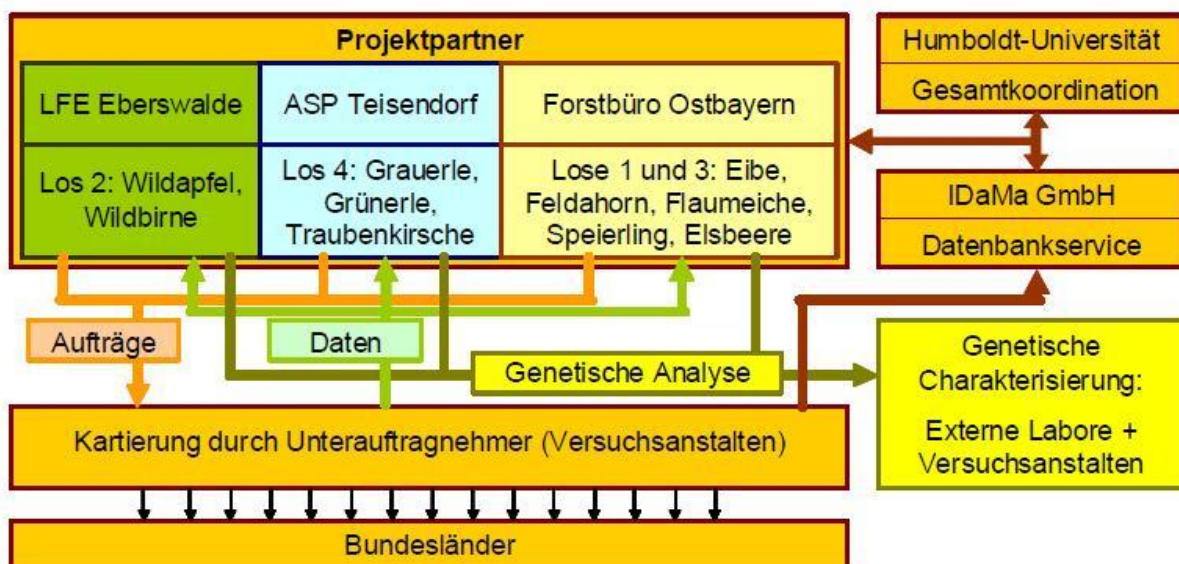 Projektpartner
LFE Eberswalde
ASP Teisendorf
Forstbüro Ostbayern
Los 2: Wildapfel,
Wildbirne
Los 4: Grauerle,
Grünerle,
Traubenkirsche
Lose 1 und 3: Eibe,
Feldahorn, Flaumeiche,
Speierling, Elsbeere
Humboldt-Universität
Gesamtkoordination
IDaMa GmbH
Datenbankservice
Aufträge
Daten
Genetische Analyse
Genetische
Charakterisierung:
Externe Labore +
Versuchsanstalten
Kartierung durch Unterauftragnehmer (Versuchsanstalten)
Bundesländer